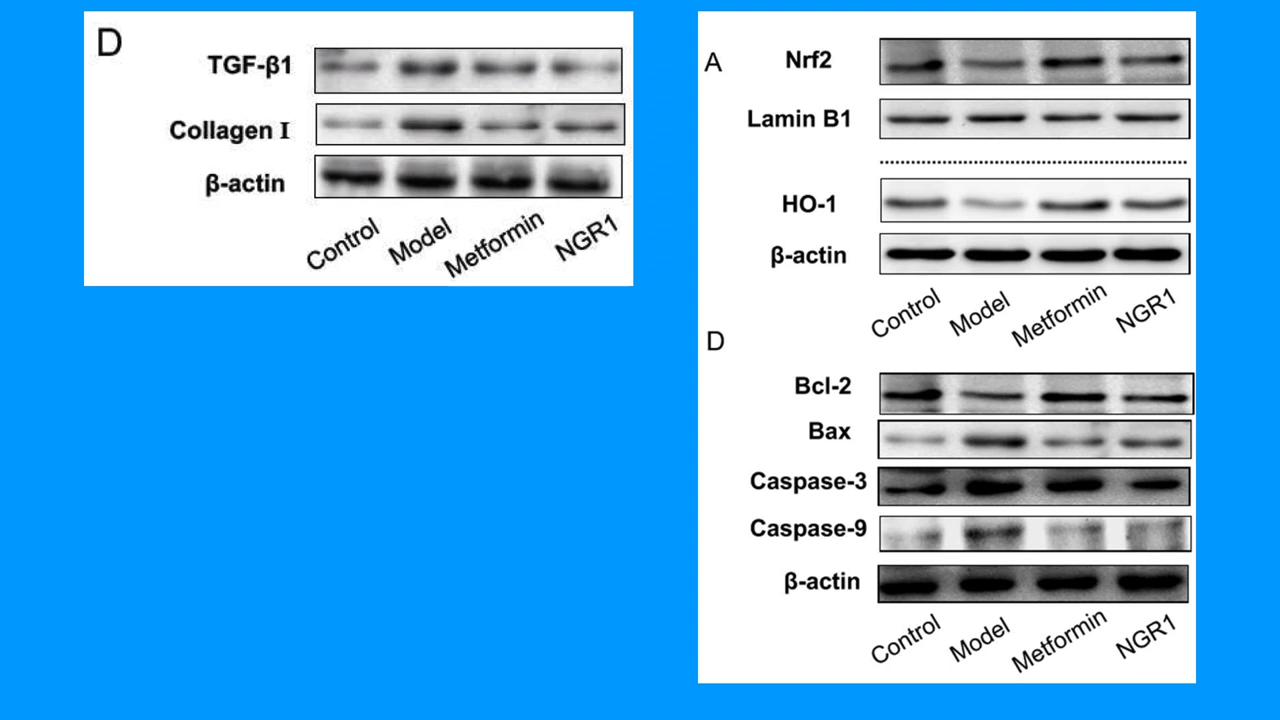 D
TGF-β1
Collagen I
β-actin
Control Model Metformin NGR1
A
Nrf2
Lamin B1
HO-1
β-actin
Control Model Metformin NGR1
D
Bcl-2
Bax
Caspase-3
Caspase-9
β-actin
Control Model Metformin NGR1